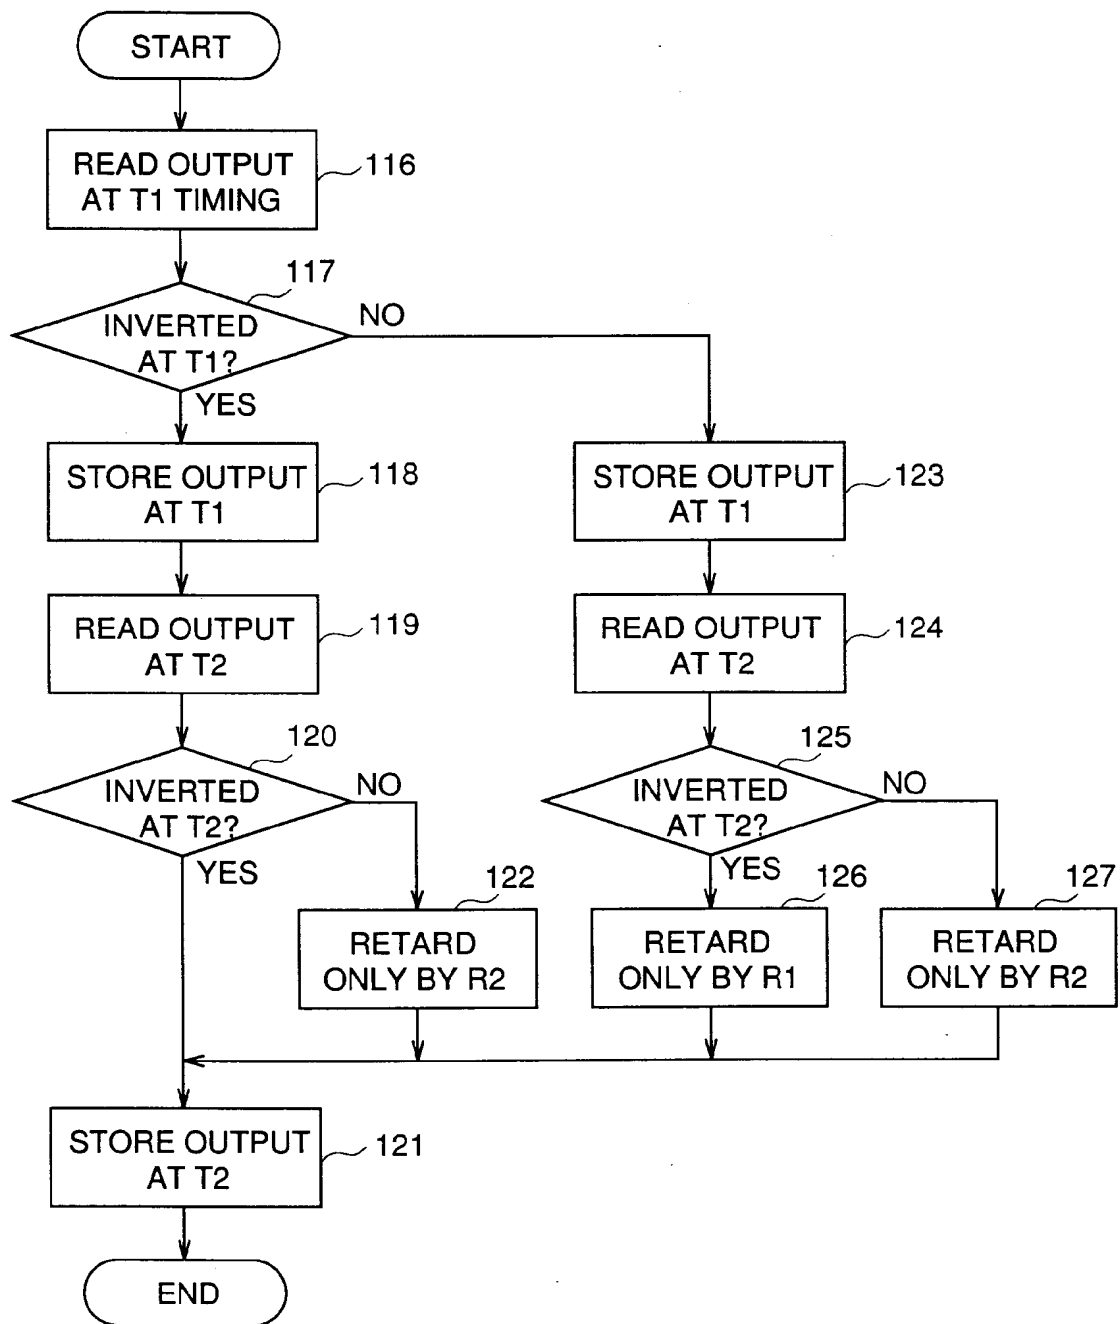 START
READ OUTPUT
AT T1 TIMING
116
117
INVERTED
AT T1?
NO
YES
STORE OUTPUT
AT T1
118
STORE OUTPUT
AT T1
123
READ OUTPUT
AT T2
119
READ OUTPUT
AT T2
124
120
INVERTED
AT T2?
NO
YES
125
INVERTED
AT T2?
NO
YES
122
RETARD
ONLY BY R2
126
RETARD
ONLY BY R1
127
RETARD
ONLY BY R2
STORE OUTPUT
AT T2
121
END